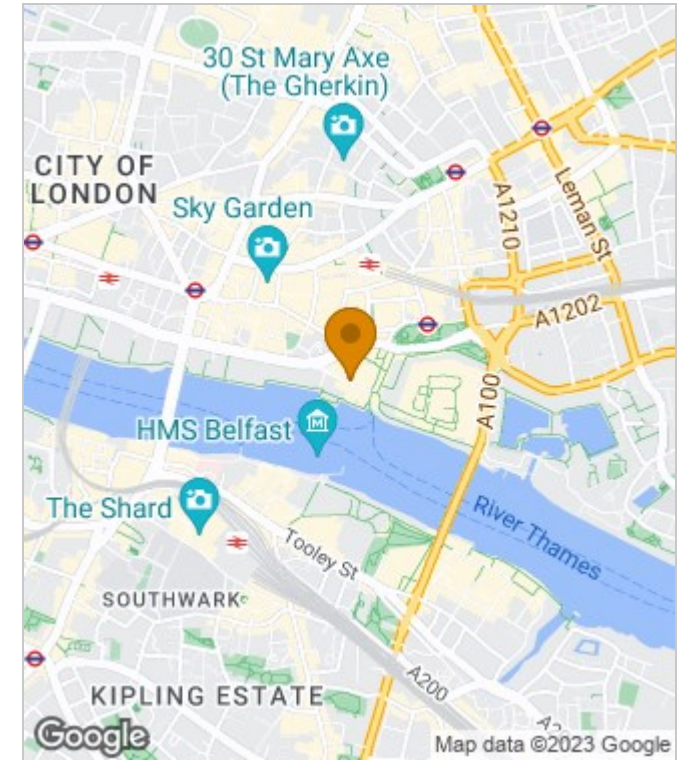 30 St Mary Axe
(The Gherkin)
CITY OF
LONDON
Sky Garden
A1210
Leman St
A1202
A100
HMS Belfast
M
The Shard
River Thames
Tooley St
SOUTHWARK
A200
KIPLING ESTATE
Google
Map data ©2023 Google